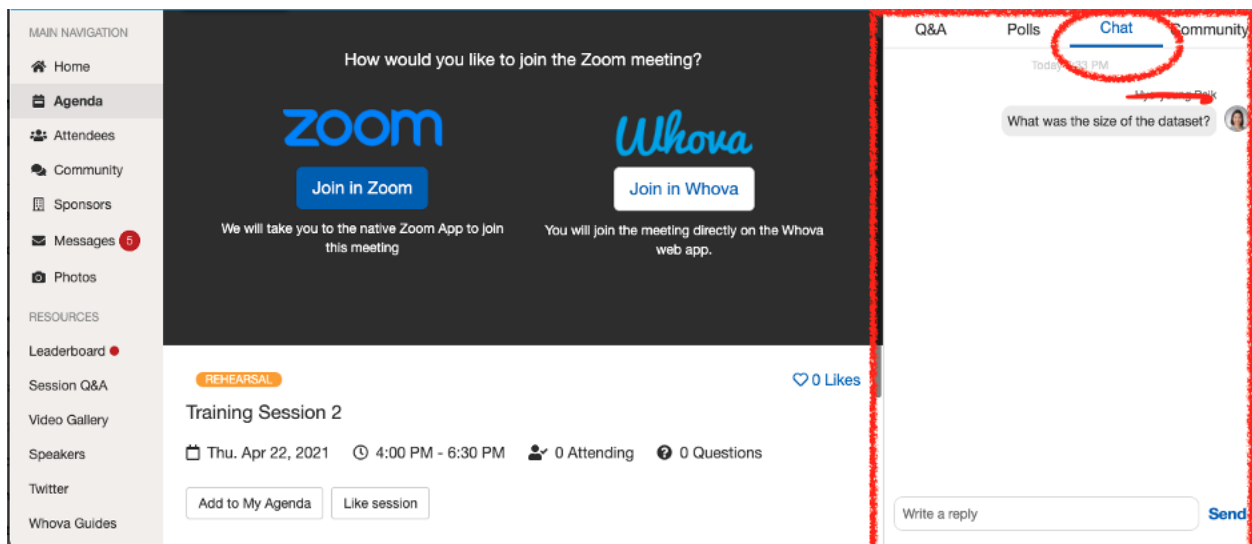 MAIN NAVIGATION
Home
Agenda
Attendees
Community
Sponsors
Messages 5
Photos
RESOURCES
Leaderboard
Session Q&A
Video Gallery
Speakers
Twitter
Whova Guides
How would you like to join the Zoom meeting?
zoom
Join in Zoom
We will take you to the native Zoom App to join
this meeting
Whova
Join in Whova
You will join the meeting directly on the Whova
web app.
REHEARSAL
0 Likes
Training Session 2
Thu. Apr 22, 2021 4:00 PM - 6:30 PM 0 Attending 0 Questions
Add to My Agenda Like session
Q&A Polls Chat Community
Today PM
What was the size of the dataset?
Write a reply Send